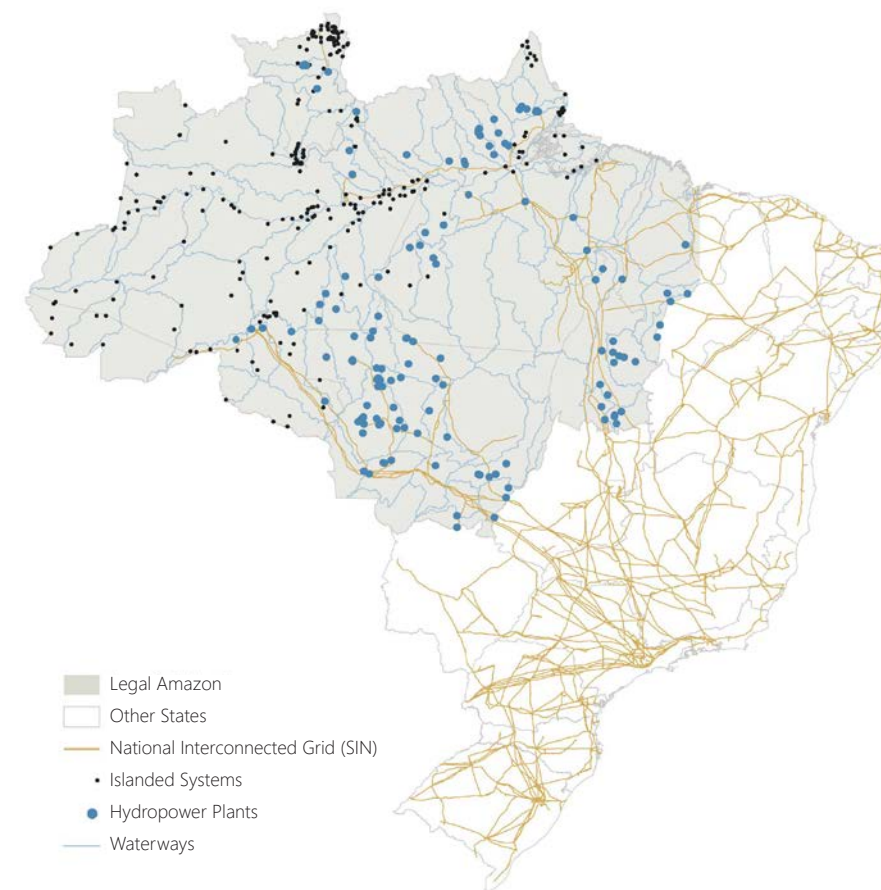 Legal Amazon
Other States
National Interconnected Grid (SIN)
Islanded Systems
Hydropower Plants
Waterways